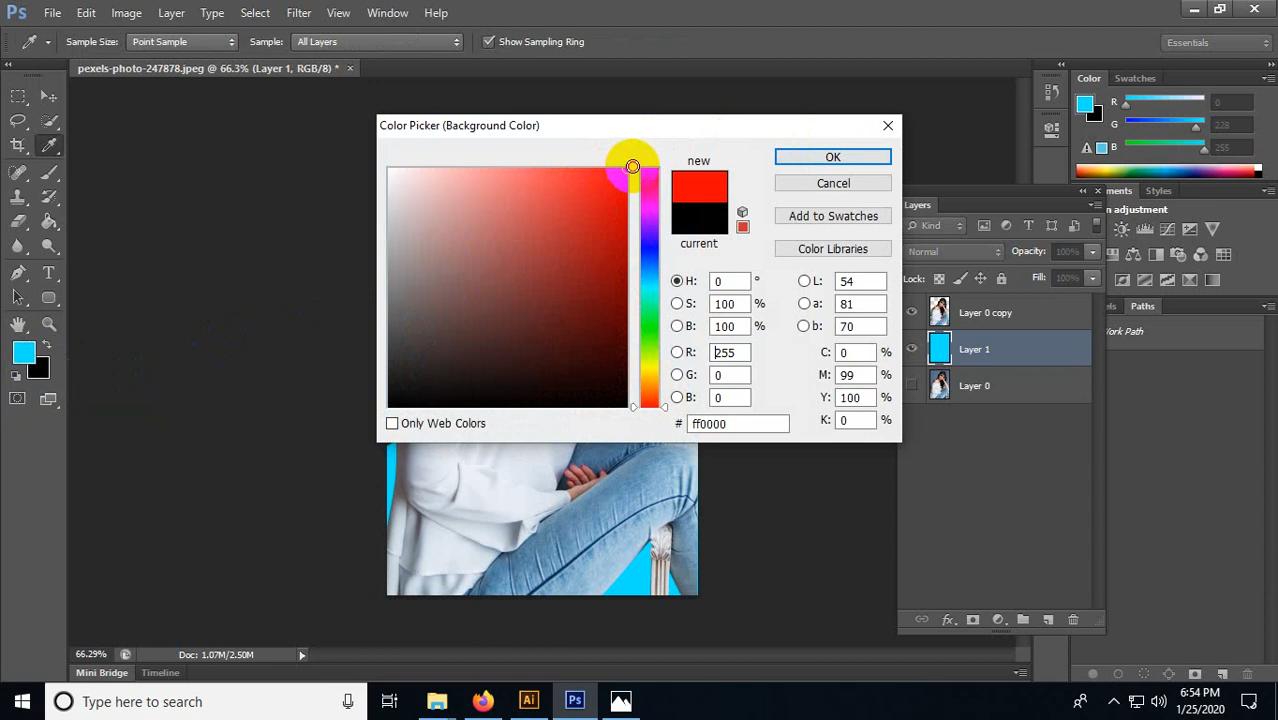 Ps File Edit Image Layer Type Select Filter View Window Help
Sample Size: Point Sample Sample: All Layers Show Sampling Ring Essentials
pexels-photo-247878.jpeg @ 66.3% (Layer 1, RGB/8) * ×
Color Swatches
R 0
G 228
B 255
Color Picker (Background Color)
new
current
OK
Cancel
Add to Swatches
Color Libraries
H: 0 °
S: 100 %
B: 100 %
R: 255
G: 0
B: 0
# ff0000
L: 54
a: 81
b: 70
C: 0 %
M: 99 %
Y: 100 %
K: 0 %
Only Web Colors
Styles
adjustment
Layers
Kind
Normal Opacity: 100%
Lock: Fill: 100%
Layer 0 copy
Layer 1
Layer 0
Paths
ork Path
66.29% Doc: 1.07M/2.50M
Mini Bridge Timeline
Type here to search
Ai Ps
6:54 PM
1/25/2020